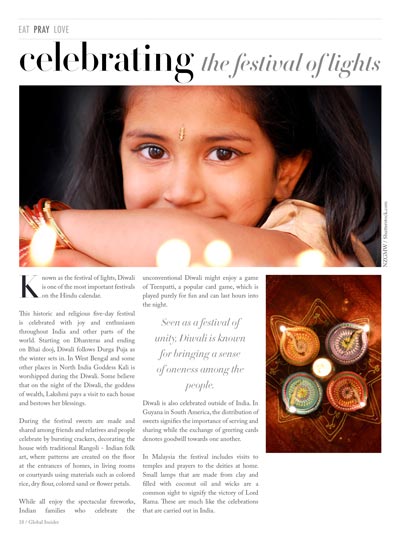 EAT PRAY LOVE
celebrating the festival of lights
NZGMW / Shutterstock.com
Known as the festival of lights, Diwali
is one of the most important festivals
on the Hindu calendar.
This historic and religious five-day festival
is celebrated with joy and enthusiasm
throughout India and other parts of the
world. Starting on Dhanteras and ending
on Bhai dooj, Diwali follows Durga Puja as
the winter sets in. In West Bengal and some
other places in North India Goddess Kali is
worshipped during the Diwali. Some believe
that on the night of the Diwali, the goddess
of wealth, Lakshmi pays a visit to each house
and bestows her blessings.
During the festival sweets are made and
shared among friends and relatives and people
celebrate by bursting crackers, decorating the
house with traditional Rangoli - Indian folk
art, where patterns are created on the floor
at the entrances of homes, in living rooms
or courtyards using materials such as colored
rice, dry flour, colored sand or flower petals.
While all enjoy the spectacular fireworks,
Indian families who celebrate the
unconventional Diwali might enjoy a game
of Teenpatti, a popular card game, which is
played purely for fun and can last hours into
the night.
Seen as a festival of
unity, Diwali is known
for bringing a sense
of oneness among the
people.
Diwali is also celebrated outside of India. In
Guyana in South America, the distribution of
sweets signifies the importance of serving and
sharing while the exchange of greeting cards
denotes goodwill towards one another.
In Malaysia the festival includes visits to
temples and prayers to the deities at home.
Small lamps that are made from clay and
filled with coconut oil and wicks are a
common sight to signify the victory of Lord
Rama. These are much like the celebrations
that are carried out in India.
18 / Global Insider